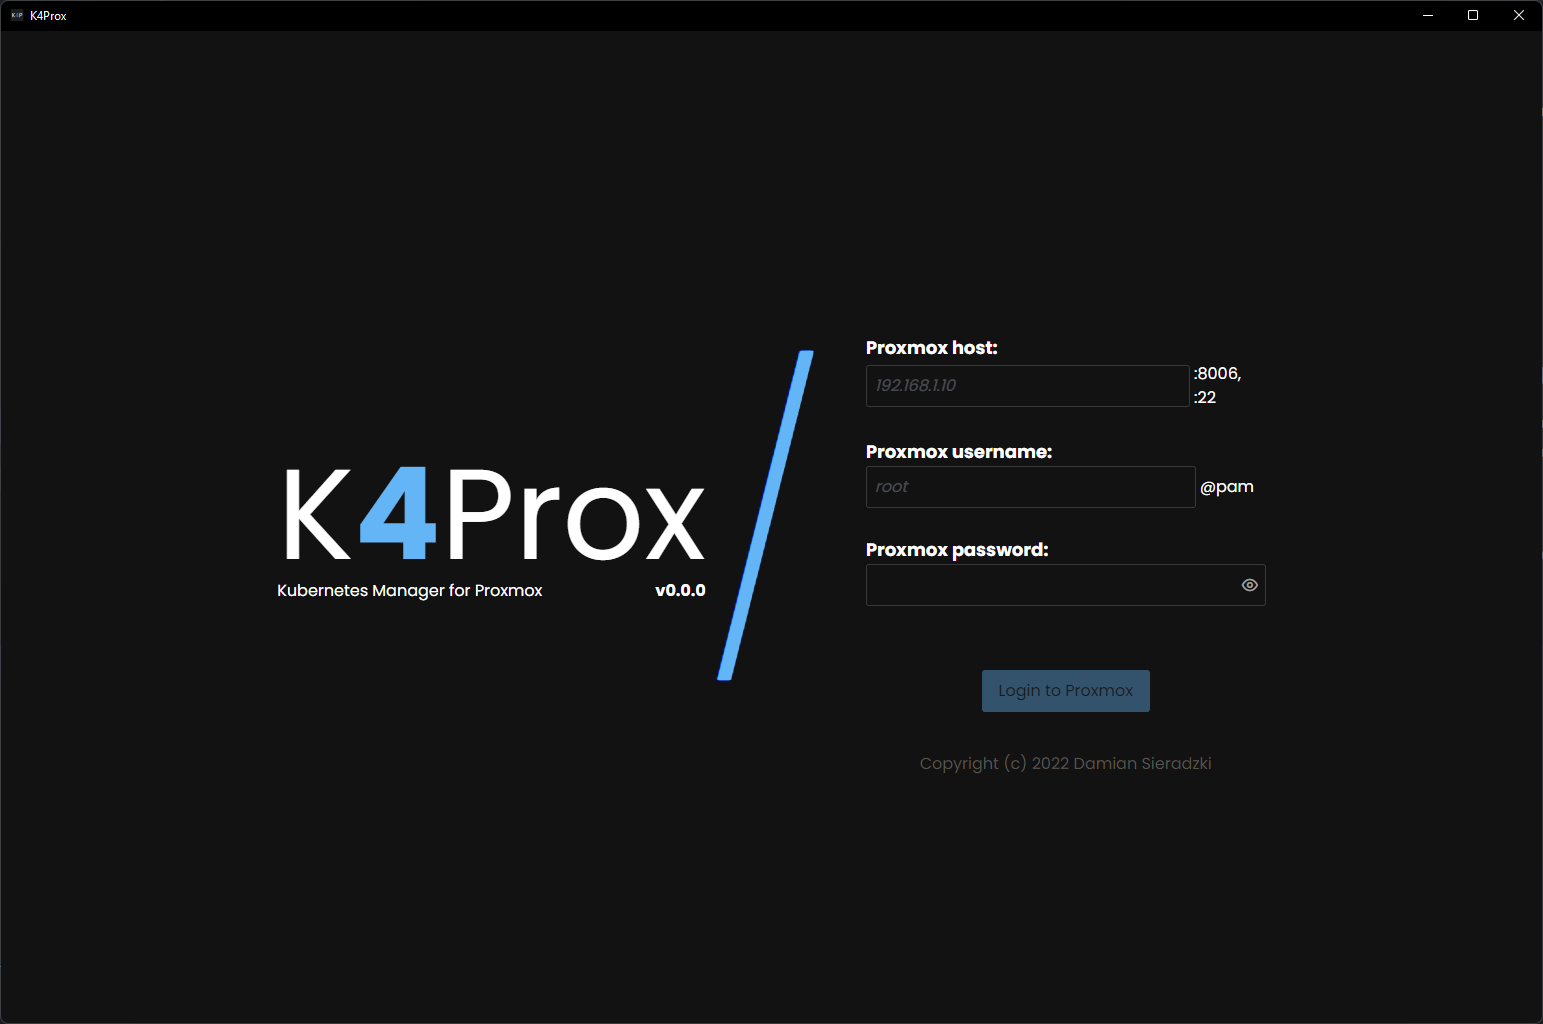 K4P K4Prox
Proxmox host:
192.168.1.10
:8006,
:22
Proxmox username:
root @pam
Proxmox password:
K4Prox
Kubernetes Manager for Proxmox v0.0.0
Login to Proxmox
Copyright (c) 2022 Damian Sieradzki